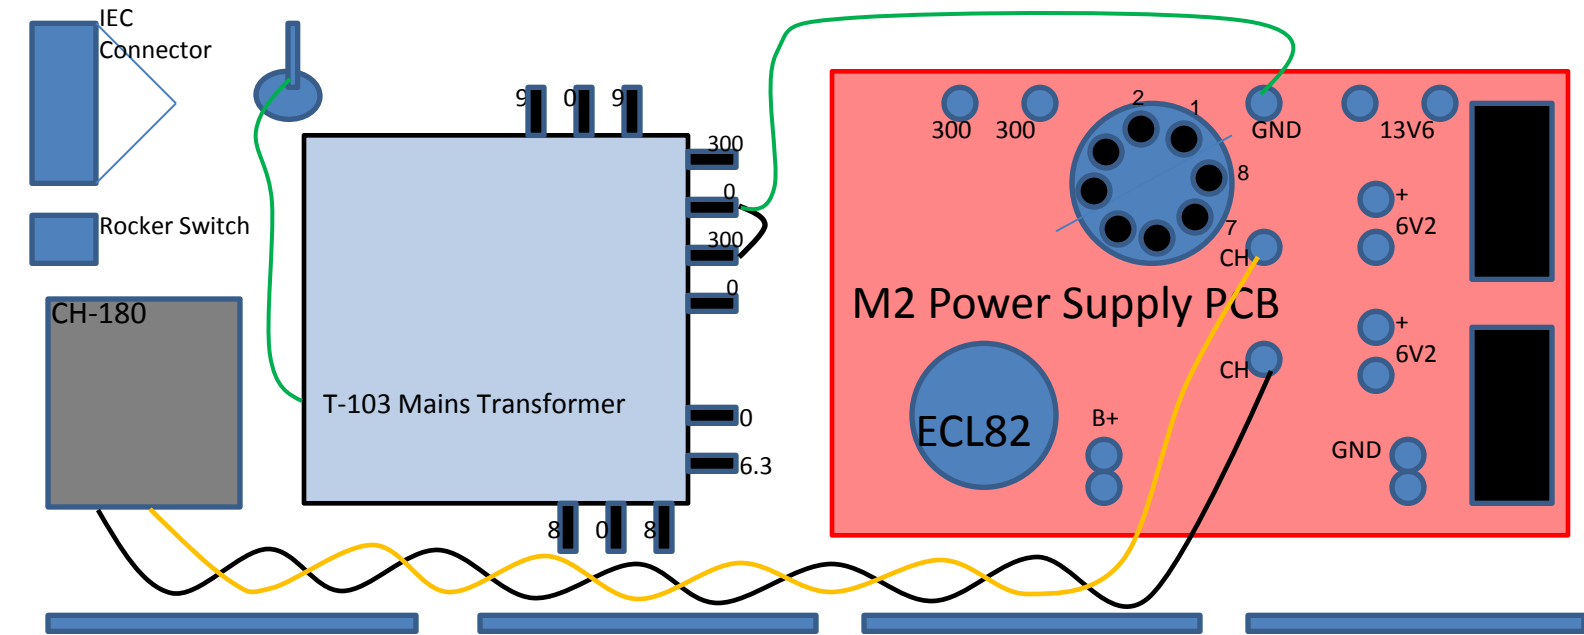 IEC
Connector
9 0 9
2
1
300 300
GND
13V6
300
0
8
+
6V2
Rocker Switch
300
7
CH
0
CH-180
M2 Power Supply PCB
+
6V2
CH
T-103 Mains Transformer
0
B+
ECL82
GND
6.3
8 0 8